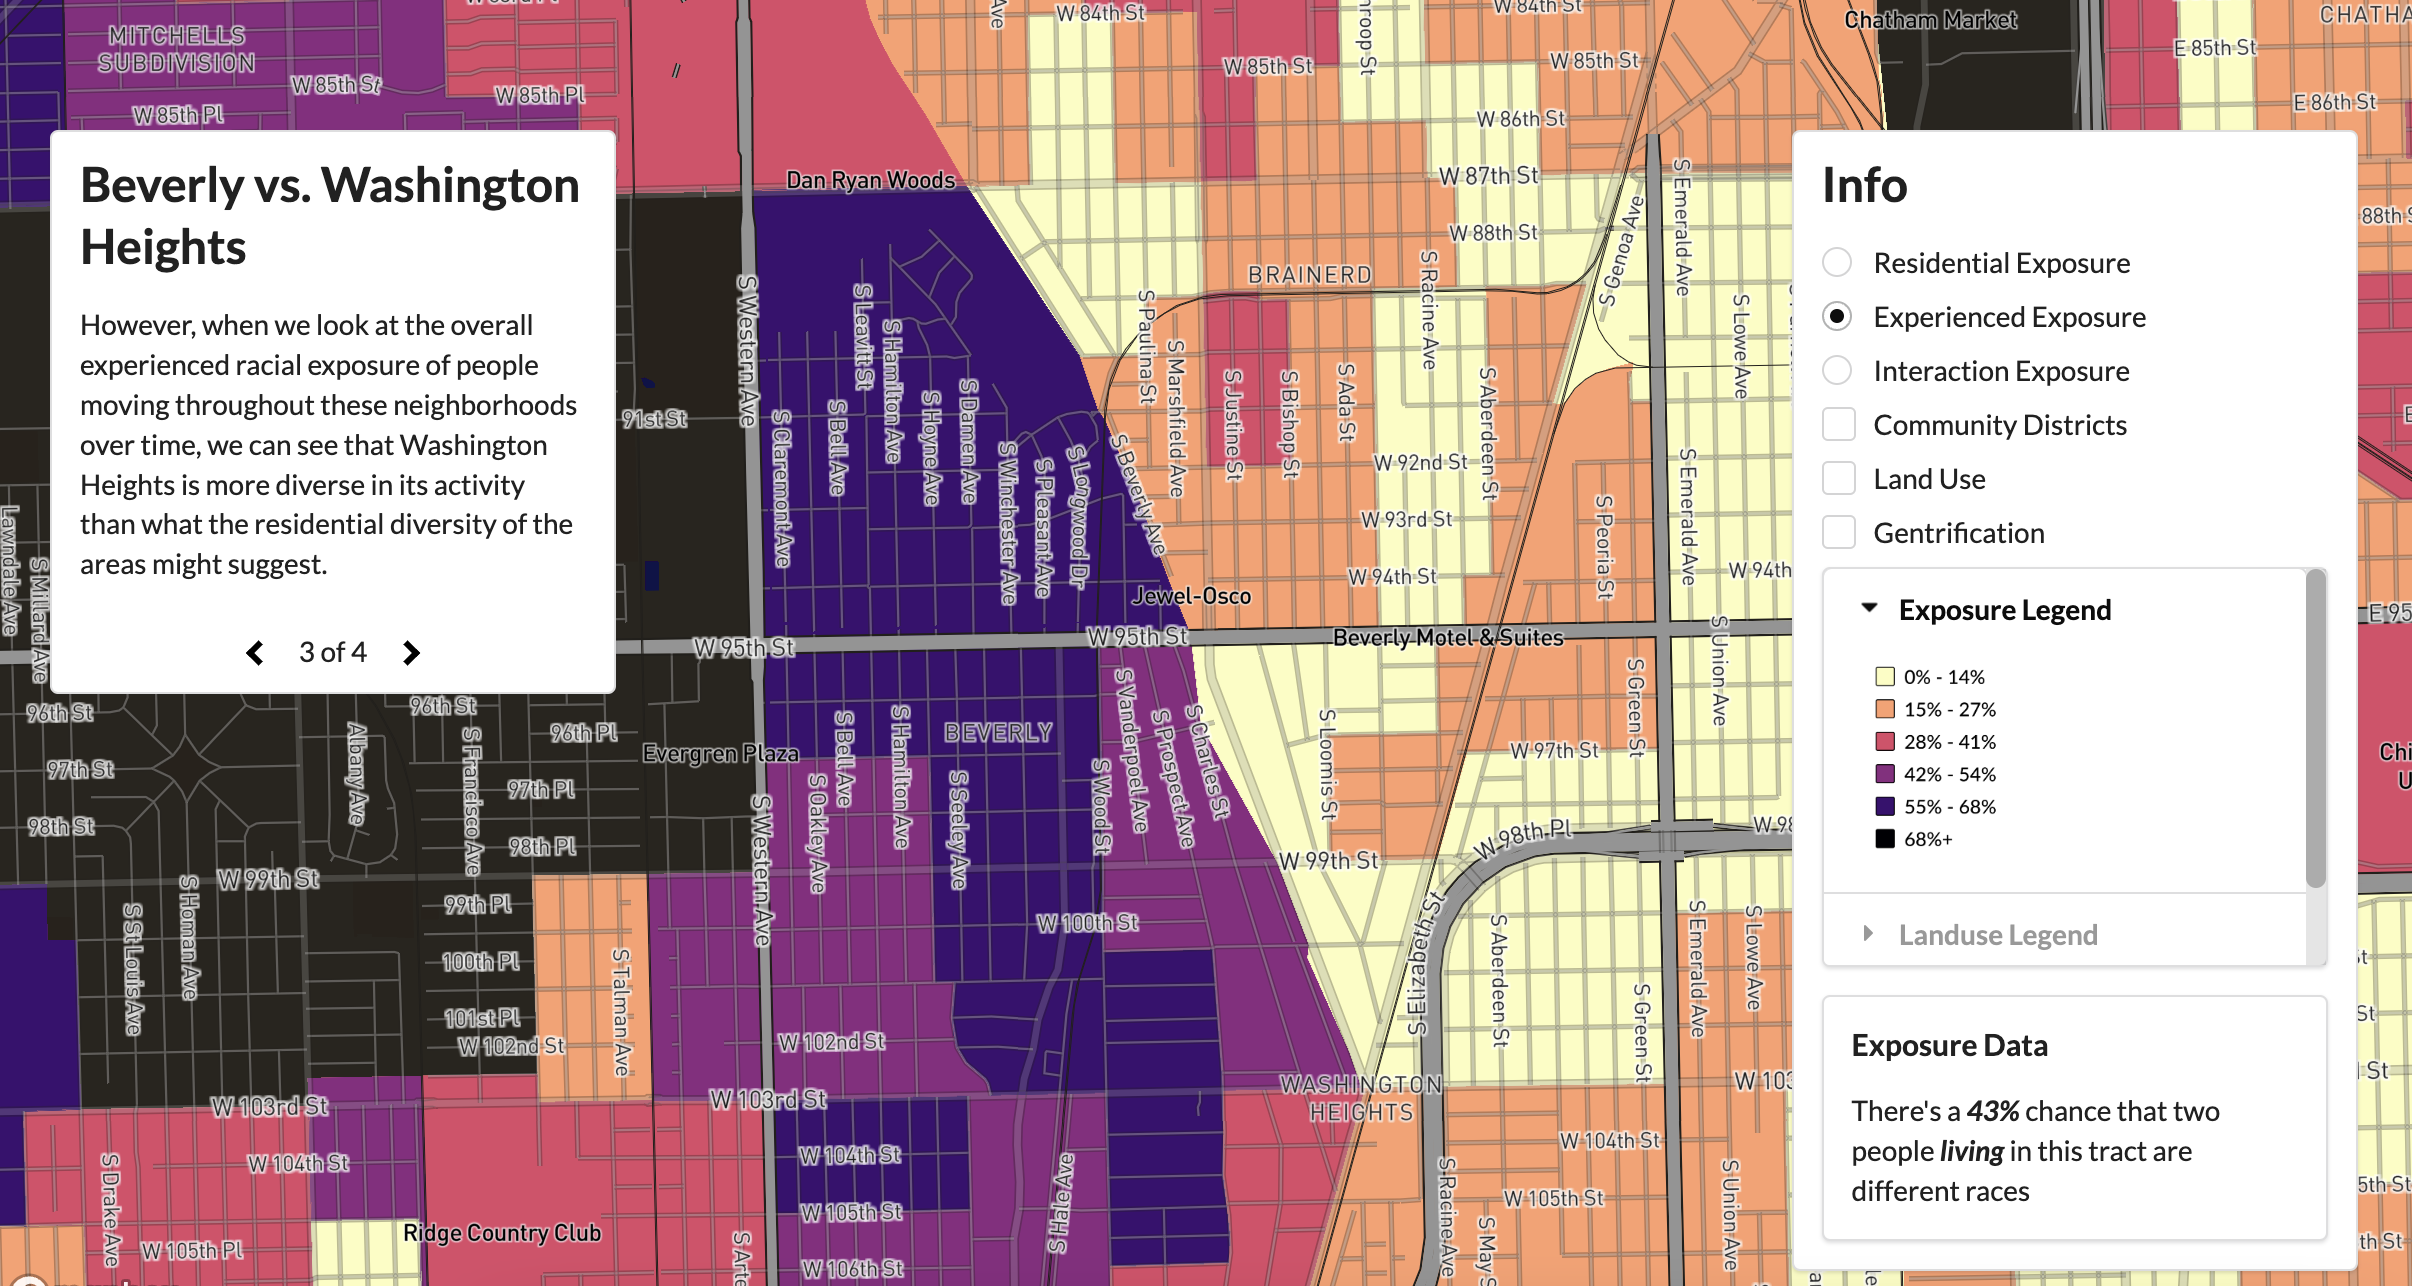 Beverly vs. Washington
Heights
However, when we look at the overall
experienced racial exposure of people
moving throughout these neighborhoods
over time, we can see that Washington
Heights is more diverse in its activity
than what the residential diversity of the
areas might suggest.
3 of 4
Info
Residential Exposure
Experienced Exposure
Interaction Exposure
Community Districts
Land Use
Gentrification
Exposure Legend
0% - 14%
15% - 27%
28% - 41%
42% - 54%
55% - 68%
68%+
Landuse Legend
Exposure Data
There's a 43% chance that two
people living in this tract are
different races
MITCHELLS
SUBDIVISION
W 85th St
W 85th Pl
W 85th Pl
W 84th St
W 85th St
W 84th St
W 85th St
Chatham Market
E 85th St
E 86th St
W 86th St
W 87th St
W 88th St
88th
Dan Ryan Woods
BRAINERD
S Western Ave
S Leavitt St
S Hamilton Ave
S Hoyne Ave
S Damen Ave
S Claremont Ave
S Bell Ave
S Winchester Ave
S Pleasant Ave
S Longwood Dr
S Beverly Ave
S Paulina St
S Marshfield Ave
S Justine St
S Bishop St
S Ada St
S Racine Ave
S Aberdeen St
S Genoa Ave
S Emerald Ave
S Lowe Ave
S Emerald Ave
S Peoria St
91st St
W 92nd St
W 93rd St
W 94th St
W 94th
Jewel-Osco
W 95th St
W 95th St
Beverly Motel & Suites
E 95
Lawndale Ave
S Millard Ave
96th St
96th St
96th Pl
97th St
97th Pl
98th St
98th Pl
Albany Ave
S Francisco Ave
Evergren Plaza
BEVERLY
S Bell Ave
S Hamilton Ave
S Oakley Ave
S Seeley Ave
S Wood St
S Vanderpoel Ave
S Prospect Ave
S Charles St
S Loomis St
S Green St
S Union Ave
W 97th St
W 98th Pl
W 98
W 99th St
W 99th St
S Western Ave
99th Pl
100th Pl
101st Pl
W 102nd St
S St Louis Ave
S Homan Ave
S Talman Ave
W 100th St
W 102nd St
S Elizabeth St
S Aberdeen St
S Green St
S Emerald Ave
S Lowe Ave
W 103rd St
W 103rd St
W 103
WASHINGTON
HEIGHTS
W 104th St
W 104th St
W 104th St
S Drake Ave
W 105th Pl
Ridge Country Club
W 105th St
W 105th St
W 106th St
S Hale Ave
S Racine Ave
S May S
S Union Ave